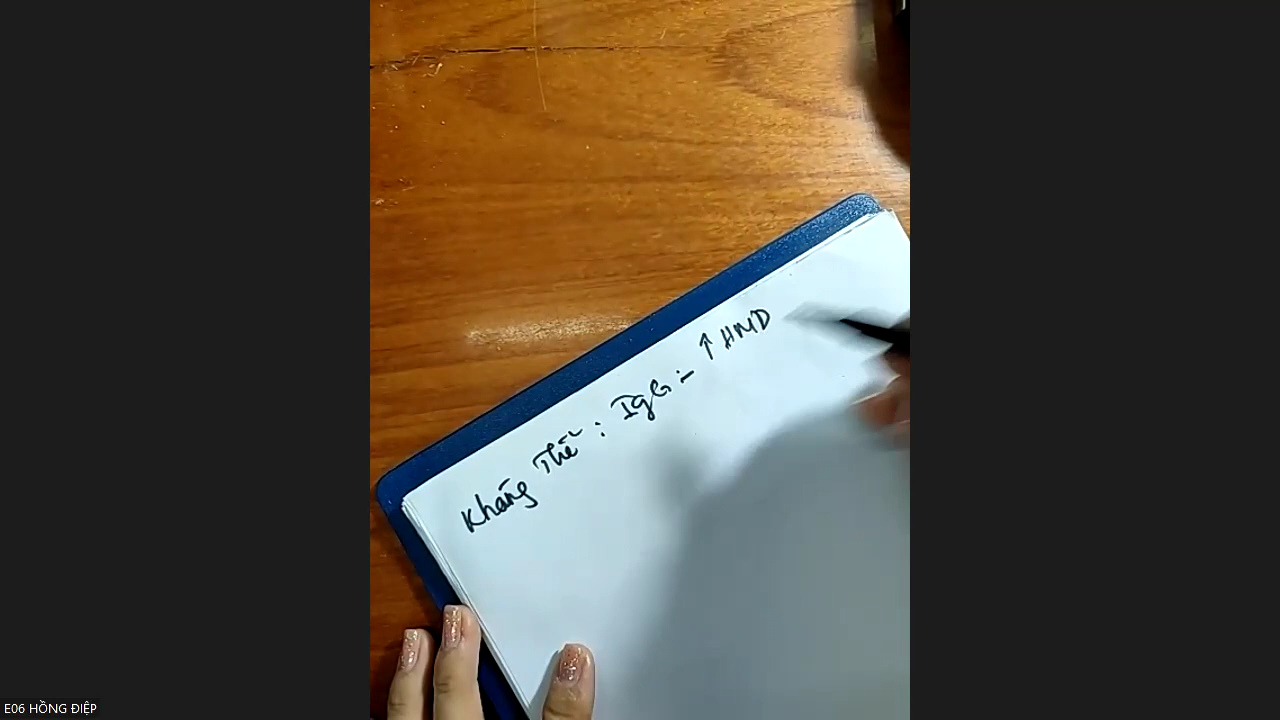 Kháng Thể : IgG :- ↑ HMD
E06 HỒNG ĐIỆP